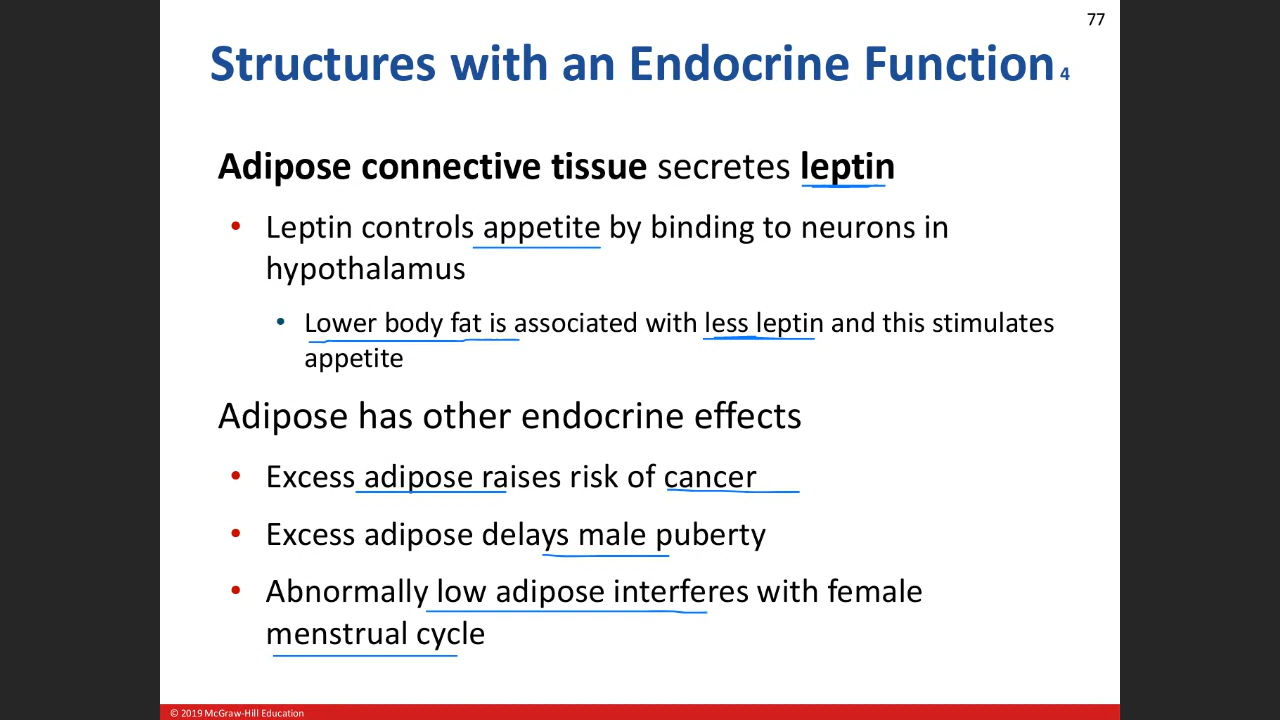 77
Structures with an Endocrine Function 4
Adipose connective tissue secretes leptin
• Leptin controls appetite by binding to neurons in
hypothalamus
• Lower body fat is associated with less leptin and this stimulates
appetite
Adipose has other endocrine effects
• Excess adipose raises risk of cancer
• Excess adipose delays male puberty
• Abnormally low adipose interferes with female
menstrual cycle
© 2019 McGraw-Hill Education